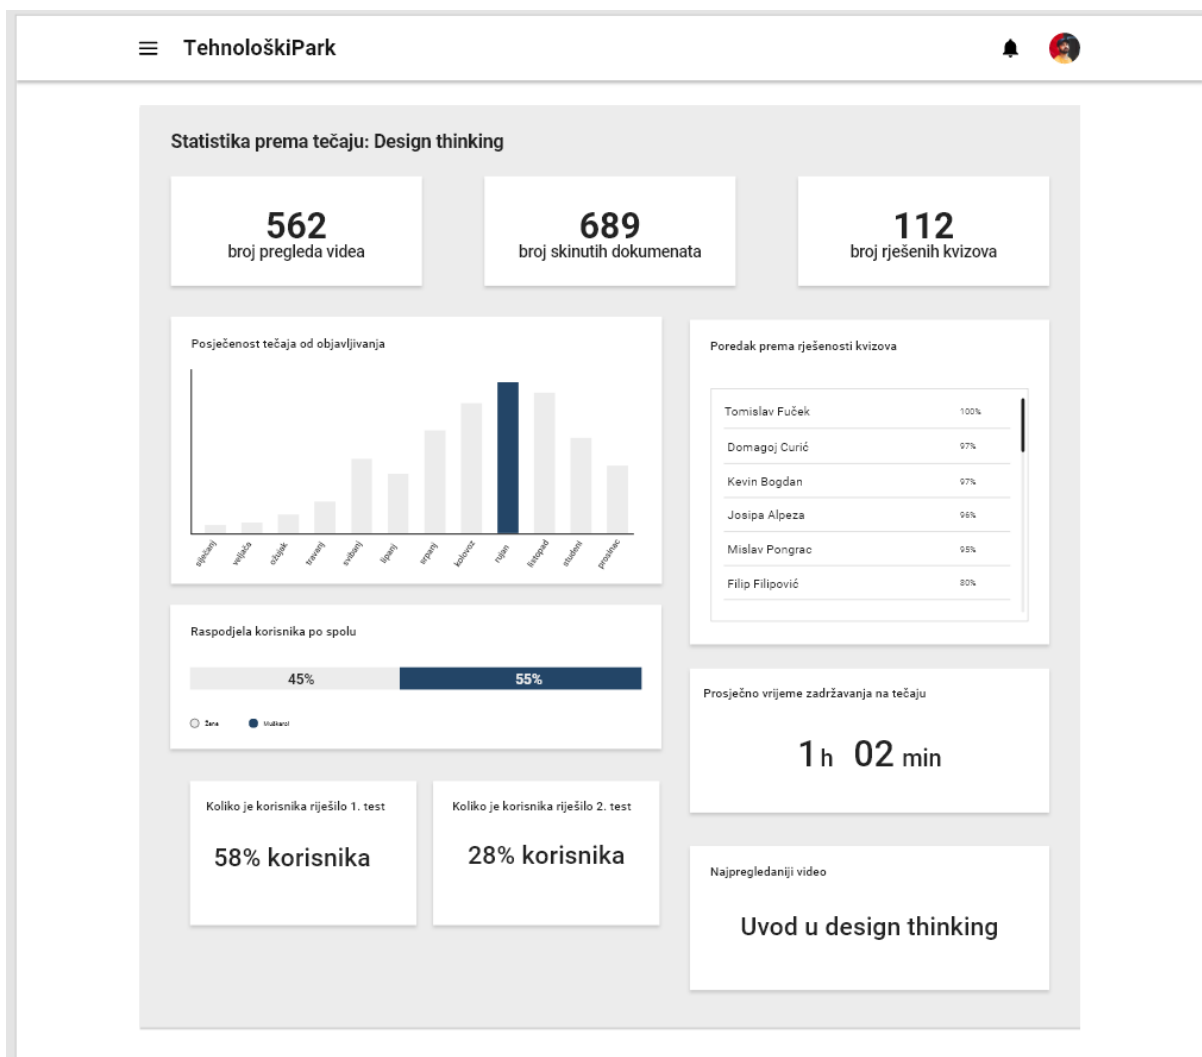 TehnološkiPark
Statistika prema tečaju: Design thinking
562
broj pregleda videa
689
broj skinutih dokumenata
112
broj rješenih kvizova
Posječenost tečaja od objavljivanja
siječanj
veljača
ožujak
travanj
svibanj
lipanj
srpanj
kolovoz
rujan
listopad
studeni
prosinac
Poredak prema rješenosti kvizova
Tomislav Fuček 100%
Domagoj Curić 97%
Kevin Bogdan 97%
Josipa Alpeza 96%
Mislav Pongrac 95%
Filip Filipović 80%
Raspodjela korisnika po spolu
45% 55%
Žene Muškarci
Prosječno vrijeme zadržavanja na tečaju
1 h 02 min
Koliko je korisnika riješilo 1. test
58% korisnika
Koliko je korisnika riješilo 2. test
28% korisnika
Najpregledaniji video
Uvod u design thinking